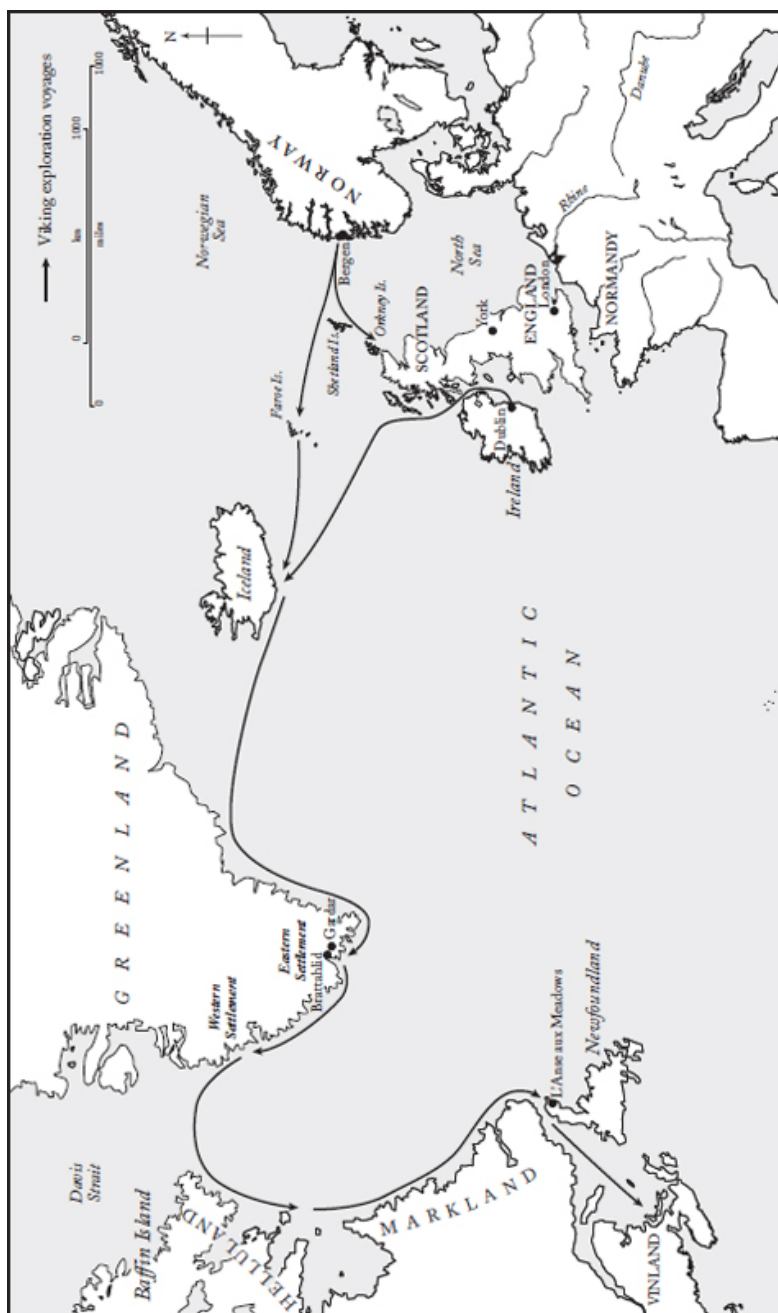 Viking exploration voyages
0 km 1000
0 miles 1000
N
Davis
Strait
Baffin Island
HELLULAND
GREENLAND
Western
Settlement
Eastern
Settlement
Brattahlid
Gardar
Iceland
Norwegian
Sea
Faroe Is.
Shetland Is.
Orkney Is.
NORWAY
Bergen
MARKLAND
SCOTLAND
North
Sea
York
Dublin
Ireland
ENGLAND
London
ATLANTIC
OCEAN
L'Anse aux Meadows
Newfoundland
VINLAND
NORMANDY
Rhine
Danube